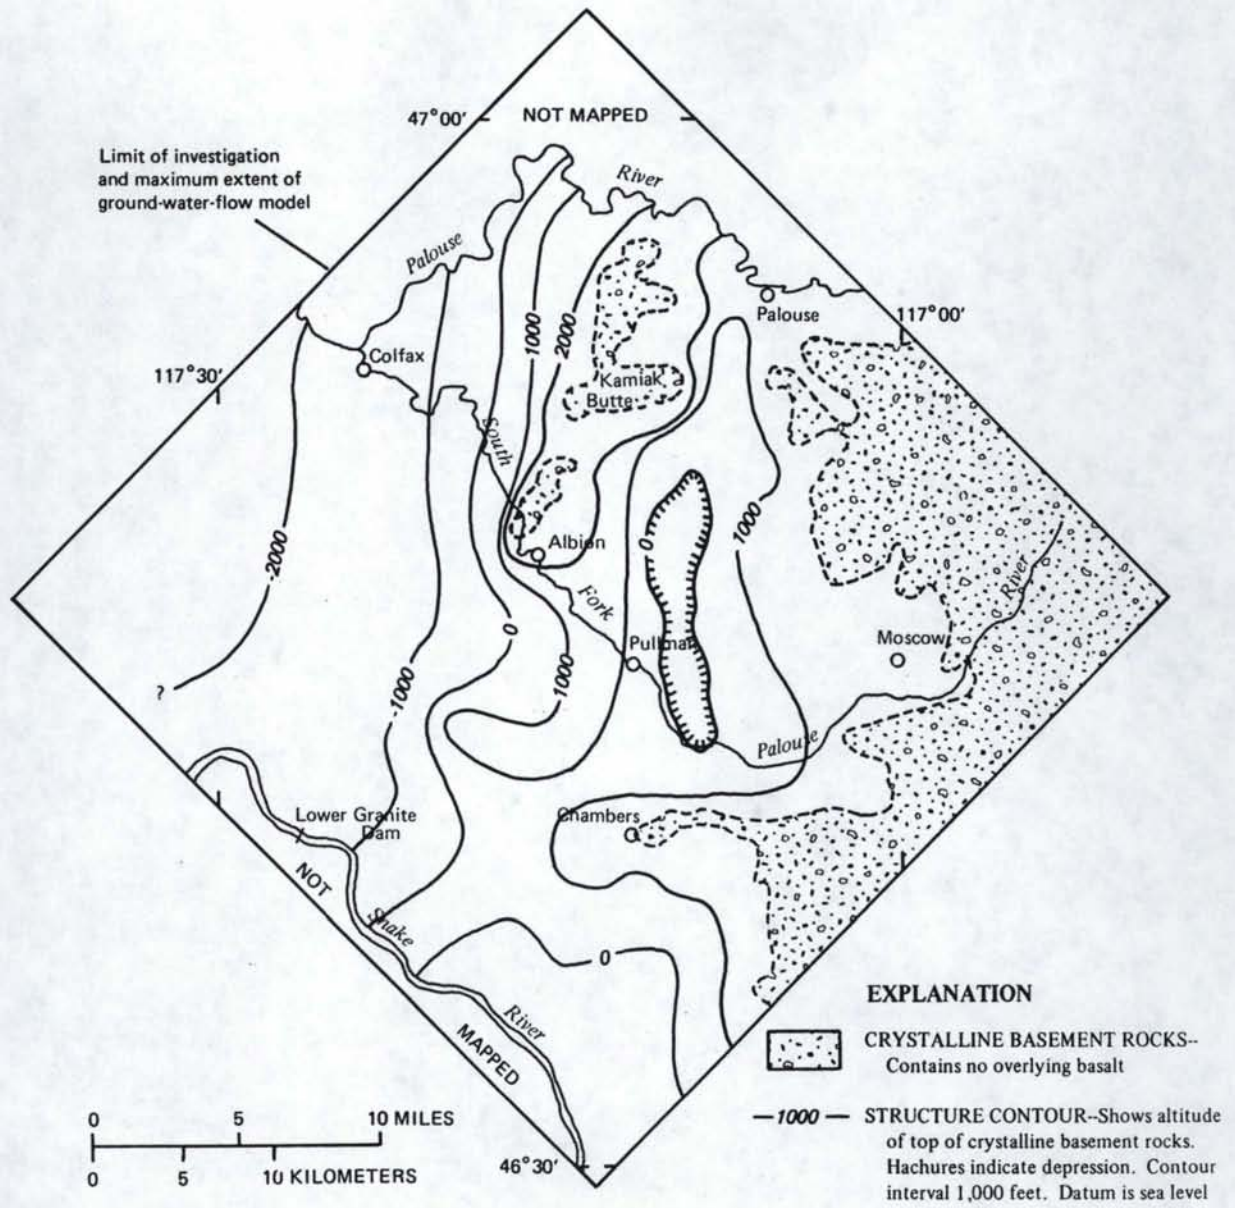 47°00'
NOT MAPPED
Limit of investigation
and maximum extent of
ground-water-flow model
River
Palouse
117°00'
Palouse
1000
2000
Colfax
117°30'
Kamiak
Butte
South
1000
0
-2000
Albion
Fork
River
0
Pullman
Moscow
-1000
1000
Palouse
?
Lower Granite
Dam
Chambers
NOT
Snake
0
River
MAPPED
46°30'
EXPLANATION
CRYSTALLINE BASEMENT ROCKS--
Contains no overlying basalt
—1000— STRUCTURE CONTOUR--Shows altitude
of top of crystalline basement rocks.
Hachures indicate depression. Contour
interval 1,000 feet. Datum is sea level
0 5 10 MILES
0 5 10 KILOMETERS